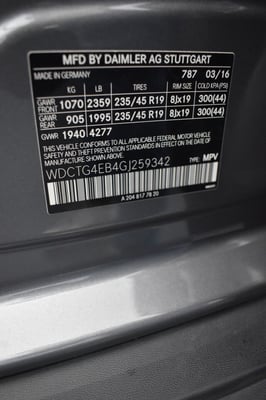 MFD BY DAIMLER AG STUTTGART
MADE IN GERMANY 787 03/16
KG LB TIRES RIM SIZE COLD KPA (PSI)
GAWR FRONT 1070 2359 235/45 R19 8Jx19 300(44)
GAWR REAR 905 1995 235/45 R19 8Jx19 300(44)
GWR 1940 4277
THIS VEHICLE CONFORMS TO ALL APPLICABLE FEDERAL MOTOR VEHICLE
SAFETY AND THEFT PREVENTION STANDARDS IN EFFECT ON THE DATE OF
MANUFACTURE SHOWN ABOVE. TYPE: MPV
WDCTG4EB4GJ259342
A 204 817 78 20